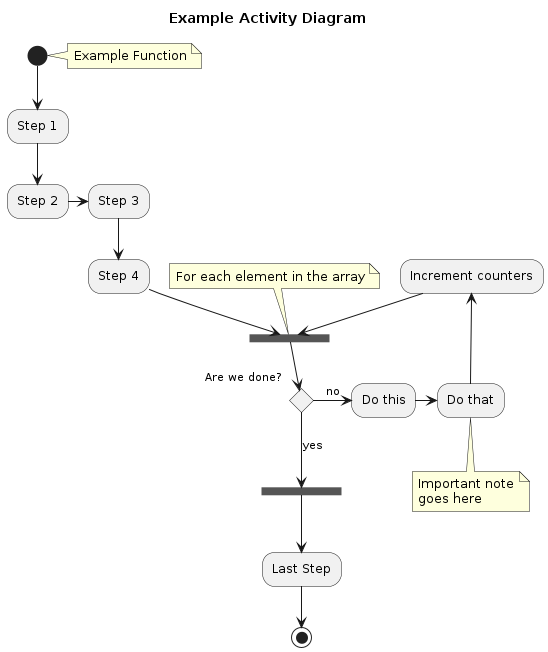 Example Activity Diagram
Example Function
Step 1
Step 2
Step 3
Step 4
For each element in the array
Increment counters
Are we done?
no
Do this
Do that
yes
Important note
goes here
Last Step